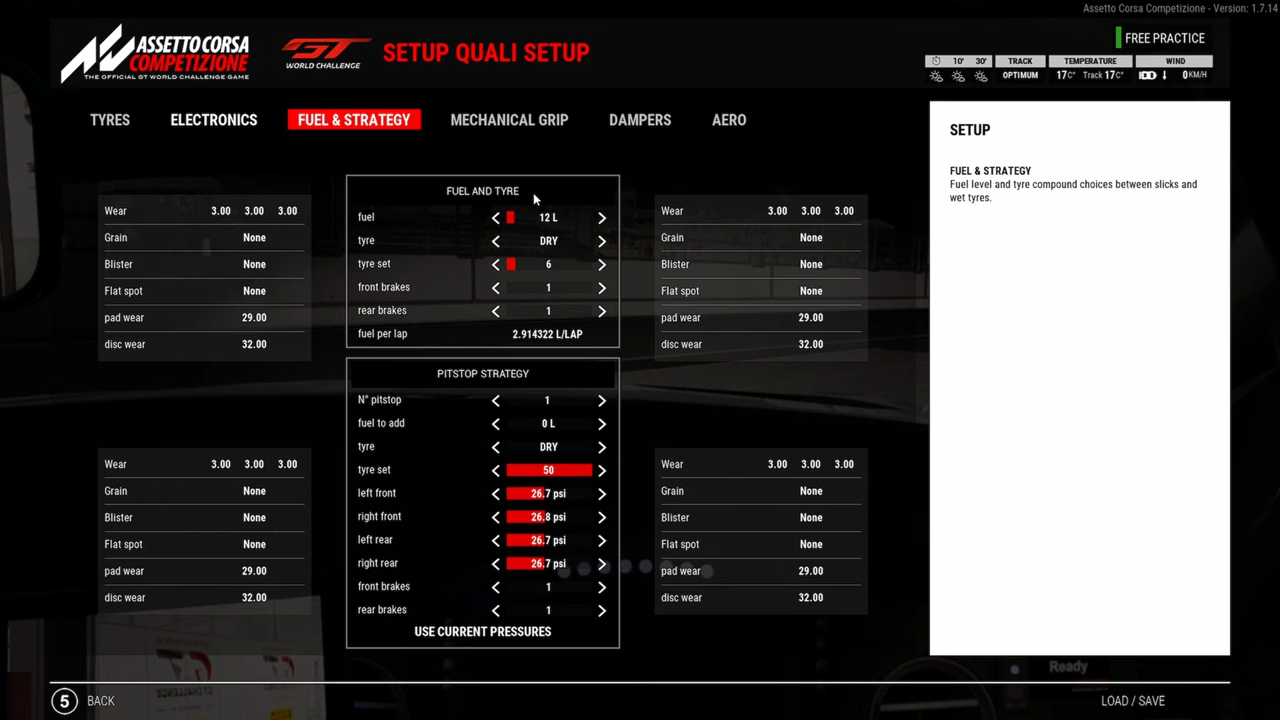 Assetto Corsa Competizione - Version: 1.7.14
ASSETTO CORSA
COMPETIZIONE
THE OFFICIAL GT WORLD CHALLENGE GAME
GT
WORLD CHALLENGE
SETUP QUALI SETUP
FREE PRACTICE
10' 30' TRACK TEMPERATURE WIND
OPTIMUM 17C° Track 17C° 0KM/H
TYRES ELECTRONICS FUEL & STRATEGY MECHANICAL GRIP DAMPERS AERO
Wear 3.00 3.00 3.00
Grain None
Blister None
Flat spot None
pad wear 29.00
disc wear 32.00
FUEL AND TYRE
fuel 12 L
tyre DRY
tyre set 6
front brakes 1
rear brakes 1
fuel per lap 2.914322 L/LAP
Wear 3.00 3.00 3.00
Grain None
Blister None
Flat spot None
pad wear 29.00
disc wear 32.00
SETUP
FUEL & STRATEGY
Fuel level and tyre compound choices between slicks and
wet tyres.
Wear 3.00 3.00 3.00
Grain None
Blister None
Flat spot None
pad wear 29.00
disc wear 32.00
PITSTOP STRATEGY
N° pitstop 1
fuel to add 0 L
tyre DRY
tyre set 50
left front 26.7 psi
right front 26.8 psi
left rear 26.7 psi
right rear 26.7 psi
front brakes 1
rear brakes 1
USE CURRENT PRESSURES
Wear 3.00 3.00 3.00
Grain None
Blister None
Flat spot None
pad wear 29.00
disc wear 32.00
Ready
5 BACK
LOAD / SAVE